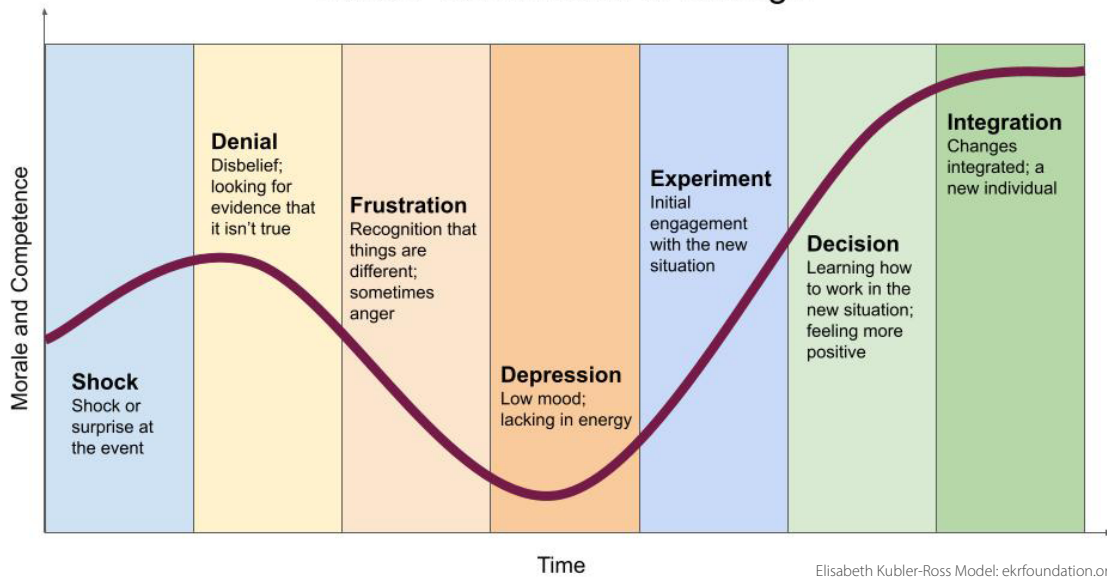 Morale and Competence
Shock
Shock or
surprise at
the event
Denial
Disbelief;
looking for
evidence that
it isn't true
Frustration
Recognition that
things are
different;
sometimes
anger
Depression
Low mood;
lacking in energy
Experiment
Initial
engagement
with the new
situation
Decision
Learning how
to work in the
new situation;
feeling more
positive
Integration
Changes
integrated; a
new individual
Time
Elisabeth Kubler-Ross Model: